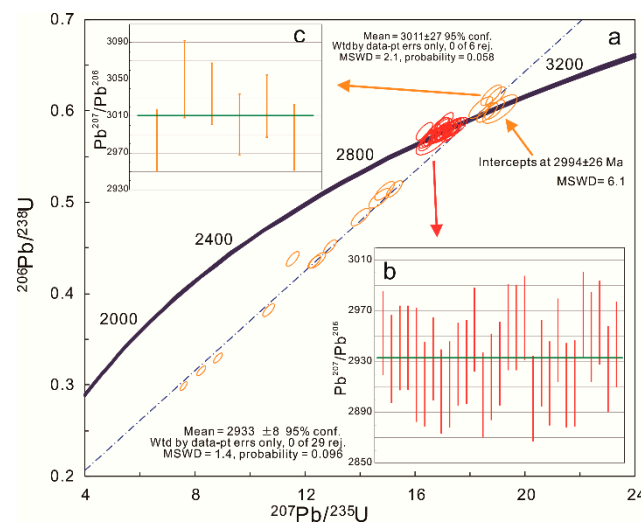 c
3090
3050
3010
2970
2930
Pb²⁰⁷/Pb²⁰⁶
Mean = 3011±27 95% conf.
Wtd by data-pt errs only, 0 of 6 rej.
MSWD = 2.1, probability = 0.058
a
3200
2800
2400
2000
Intercepts at 2994±26 Ma
MSWD= 6.1
b
3010
2970
2930
2890
2850
Pb²⁰⁷/Pb²⁰⁶
Mean = 2933 ±8 95% conf.
Wtd by data-pt errs only, 0 of 29 rej.
MSWD = 1.4, probability = 0.096
0.6
0.5
0.4
0.3
0.2
²⁰⁶Pb/²³⁸U
4
8
12
16
20
24
²⁰⁷Pb/²³⁵U